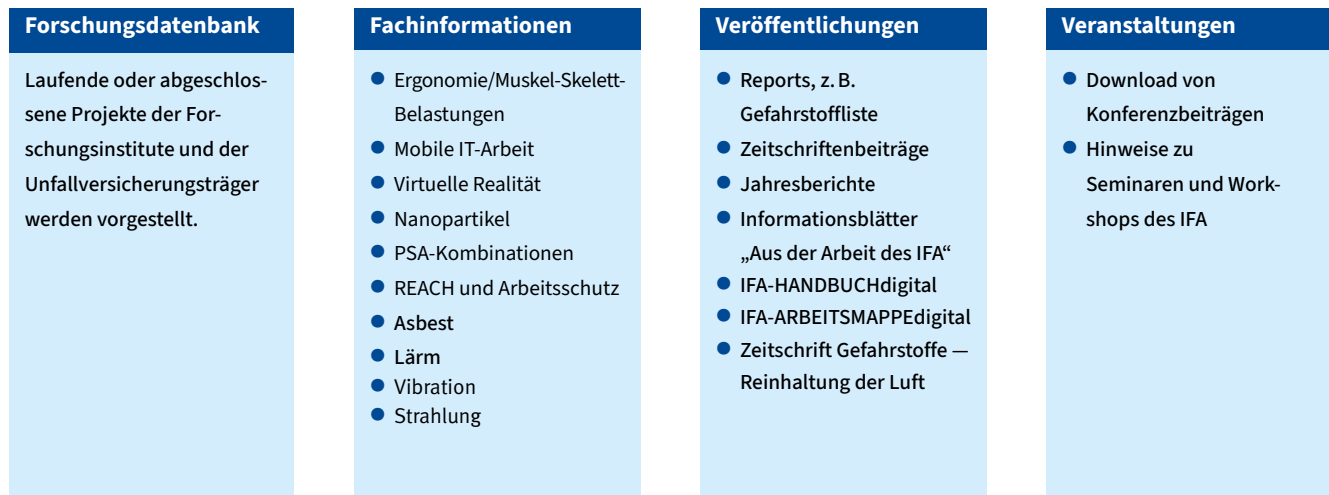 Forschungsdatenbank
Laufende oder abgeschlos-
sene Projekte der For-
schungsinstitute und der
Unfallversicherungsträger
werden vorgestellt.
Fachinformationen
● Ergonomie/Muskel-Skelett-
Belastungen
● Mobile IT-Arbeit
● Virtuelle Realität
● Nanopartikel
● PSA-Kombinationen
● REACH und Arbeitsschutz
● Asbest
● Lärm
● Vibration
● Strahlung
Veröffentlichungen
● Reports, z. B.
Gefahrstoffliste
● Zeitschriftenbeiträge
● Jahresberichte
● Informationsblätter
„Aus der Arbeit des IFA“
● IFA-HANDBUCHdigital
● IFA-ARBEITSMAPPEdigital
● Zeitschrift Gefahrstoffe —
Reinhaltung der Luft
Veranstaltungen
● Download von
Konferenzbeiträgen
● Hinweise zu
Seminaren und Work-
shops des IFA